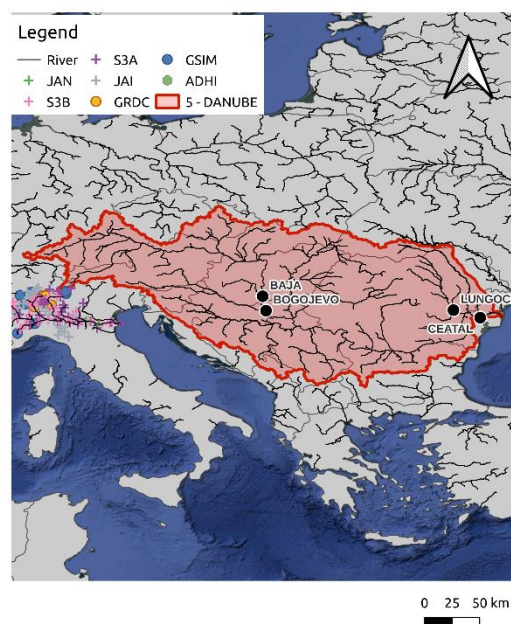 Legend
River S3A GSIM
JAN JAI ADHI
S3B GRDC 5 - DANUBE
BAJA
BOGOJEVO
LUNGOC
CEATAL
0 25 50 km